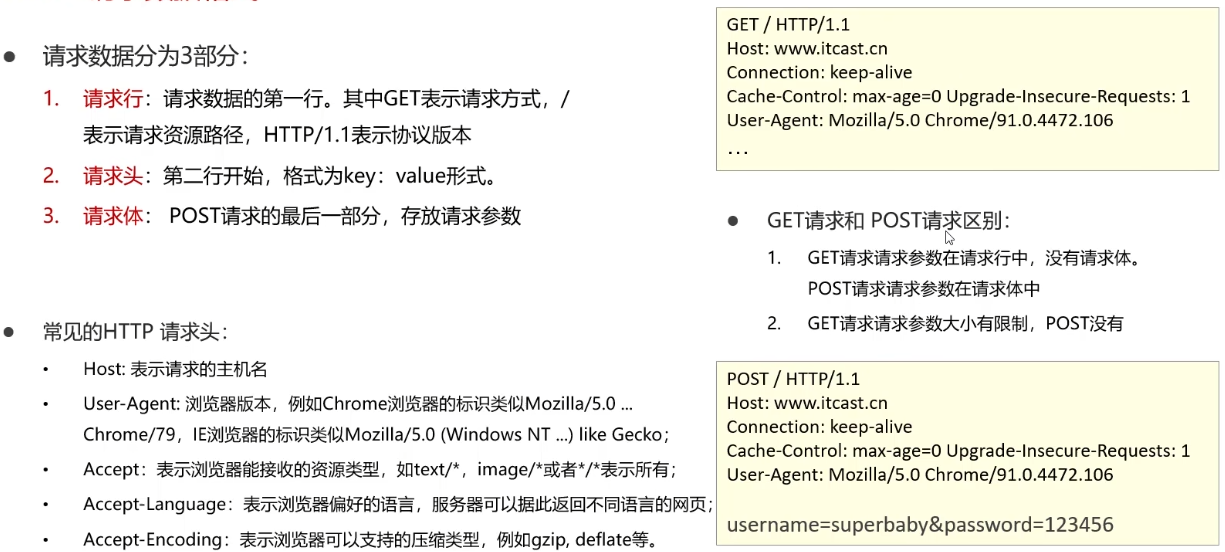 ● 请求数据分为3部分：
1. 请求行：请求数据的第一行。其中GET表示请求方式，/
表示请求资源路径，HTTP/1.1表示协议版本
2. 请求头：第二行开始，格式为key：value形式。
3. 请求体： POST请求的最后一部分，存放请求参数
● 常见的HTTP 请求头：
• Host: 表示请求的主机名
• User-Agent: 浏览器版本，例如Chrome浏览器的标识类似Mozilla/5.0 ...
Chrome/79，IE浏览器的标识类似Mozilla/5.0 (Windows NT ...) like Gecko；
• Accept：表示浏览器能接收的资源类型，如text/*，image/*或者*/*表示所有；
• Accept-Language：表示浏览器偏好的语言，服务器可以据此返回不同语言的网页；
• Accept-Encoding：表示浏览器可以支持的压缩类型，例如gzip, deflate等。
GET / HTTP/1.1
Host: www.itcast.cn
Connection: keep-alive
Cache-Control: max-age=0 Upgrade-Insecure-Requests: 1
User-Agent: Mozilla/5.0 Chrome/91.0.4472.106
...
● GET请求和 POST请求区别：
1. GET请求请求参数在请求行中，没有请求体。
POST请求请求参数在请求体中
2. GET请求请求参数大小有限制，POST没有
POST / HTTP/1.1
Host: www.itcast.cn
Connection: keep-alive
Cache-Control: max-age=0 Upgrade-Insecure-Requests: 1
User-Agent: Mozilla/5.0 Chrome/91.0.4472.106
username=superbaby&password=123456